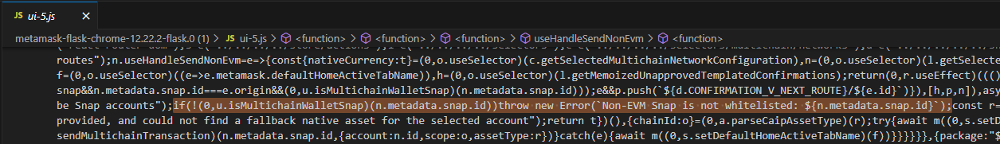 JS ui-5.js ×
metamask-flask-chrome-12.22.2-flask.0 (1) > JS ui-5.js > <function> > <function> > <function> > useHandleSendNonEvm > <function>
routes");n.useHandleSendNonEvm=e=>{const{nativeCurrency:t}=(0,o.useSelector)(c.getSelectedMultichainNetworkConfiguration),n=(0,o.useSelector)(l.getSelecte
f=(0,o.useSelector)((e=>e.metamask.defaultHomeActiveTabName)),h=(0,o.useSelector)(l.getMemoizedUnapprovedTemplatedConfirmations);return(0,r.useEffect)((()
snap&&n.metadata.snap.id===e.origin&&(0,u.isMultichainWalletSnap)(n.metadata.snap.id)));e&&p.push(`${d.CONFIRMATION_V_NEXT_ROUTE}/${e.id}`)}),[h,p,n]),asy
be Snap accounts");if(!(0,u.isMultichainWalletSnap)(n.metadata.snap.id))throw new Error(`Non-EVM Snap is not whitelisted: ${n.metadata.snap.id}`);const r=
provided, and could not find a fallback native asset for the selected account");return t})(),{chainId:o}=(0,a.parseCaipAssetType)(r);try{await m((0,s.setD
sendMultichainTransaction)(n.metadata.snap.id,{account:n.id,scope:o,assetType:r})}catch(e){await m((0,s.setDefaultHomeActiveTabName)(f))}}}}}},{package:"$